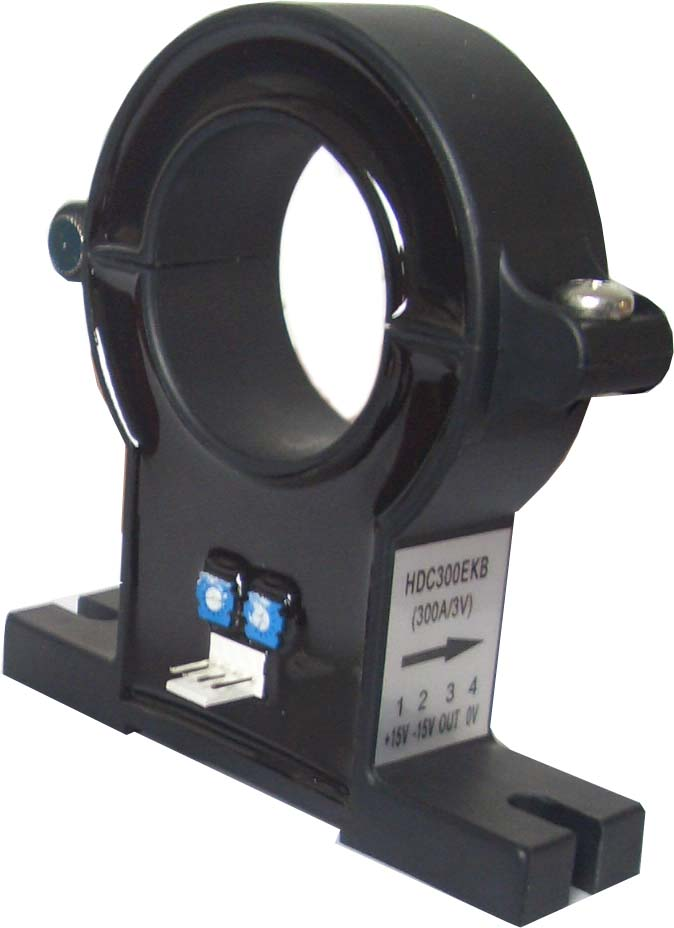 HDC300EKB
(300A/3V)
1 2 3 4
+15V -15V OUT 0V